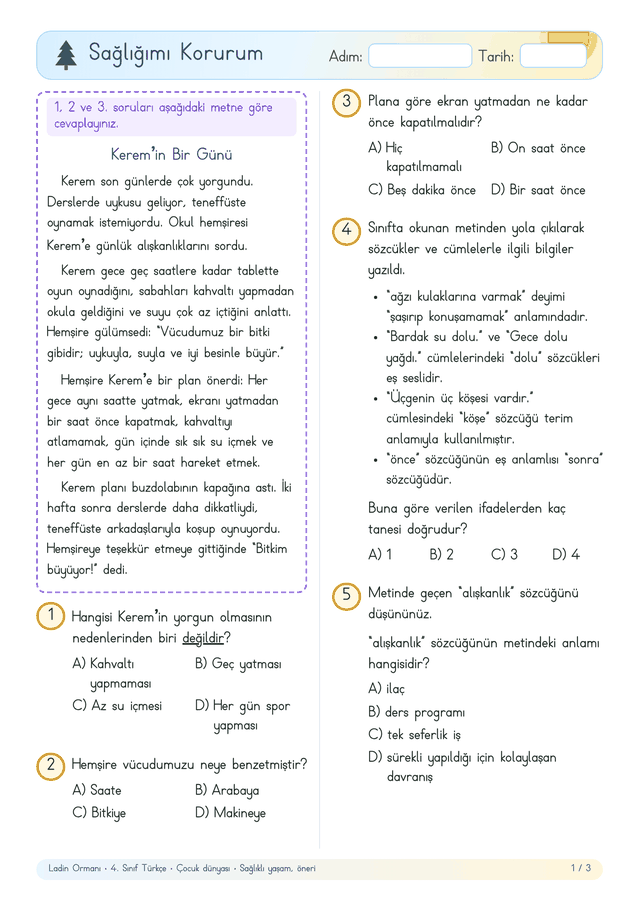 Sağlığımı Korurum
Adım:
Tarih:
1, 2 ve 3. soruları aşağıdaki metne göre
cevaplayınız.
Kerem'in Bir Günü
Kerem son günlerde çok yorgundu.
Derslerde uykusu geliyor, teneffüste
oynamak istemiyordu. Okul hemşiresi
Kerem'e günlük alışkanlıklarını sordu.
Kerem gece geç saatlere kadar tablette
oyun oynadığını, sabahları kahvaltı yapmadan
okula geldiğini ve suyu çok az içtiğini anlattı.
Hemşire gülümsedi: "Vücudumuz bir bitki
gibidir; uykuyla, suyla ve iyi besinle büyür."
Hemşire Kerem'e bir plan önerdi: Her
gece aynı saatte yatmak, ekranı yatmadan
bir saat önce kapatmak, kahvaltıyı
atlamamak, gün içinde sık sık su içmek ve
her gün en az bir saat hareket etmek.
Kerem planı buzdolabının kapağına astı. İki
hafta sonra derslerde daha dikkatliydi,
teneffüste arkadaşlarıyla koşup oynuyordu.
Hemşireye teşekkür etmeye gittiğinde "Bitkim
büyüyor!" dedi.
1 Hangisi Kerem'in yorgun olmasının
nedenlerinden biri değildir?
A) Kahvaltı
yapmaması
B) Geç yatması
C) Az su içmesi
D) Her gün spor
yapması
2 Hemşire vücudumuzu neye benzetmiştir?
A) Saate
B) Arabaya
C) Bitkiye
D) Makineye
3 Plana göre ekran yatmadan ne kadar
önce kapatılmalıdır?
A) Hiç
kapatılmamalı
B) On saat önce
C) Beş dakika önce
D) Bir saat önce
4 Sınıfta okunan metinden yola çıkılarak
sözcükler ve cümlelerle ilgili bilgiler
yazıldı.
• "ağzı kulaklarına varmak" deyimi
"şaşırıp konuşamamak" anlamındadır.
• "Bardak su dolu." ve "Gece dolu
yağdı." cümlelerindeki "dolu" sözcükleri
eş seslidir.
• "Üçgenin üç köşesi vardır."
cümlesindeki "köşe" sözcüğü terim
anlamıyla kullanılmıştır.
• "önce" sözcüğünün eş anlamlısı "sonra"
sözcüğüdür.
Buna göre verilen ifadelerden kaç
tanesi doğrudur?
A) 1
B) 2
C) 3
D) 4
5 Metinde geçen "alışkanlık" sözcüğünü
düşününüz.
"alışkanlık" sözcüğünün metindeki anlamı
hangisidir?
A) ilaç
B) ders programı
C) tek seferlik iş
D) sürekli yapıldığı için kolaylaşan
davranış
Ladin Ormanı • 4. Sınıf Türkçe • Çocuk dünyası • Sağlıklı yaşam, öneri
1 / 3